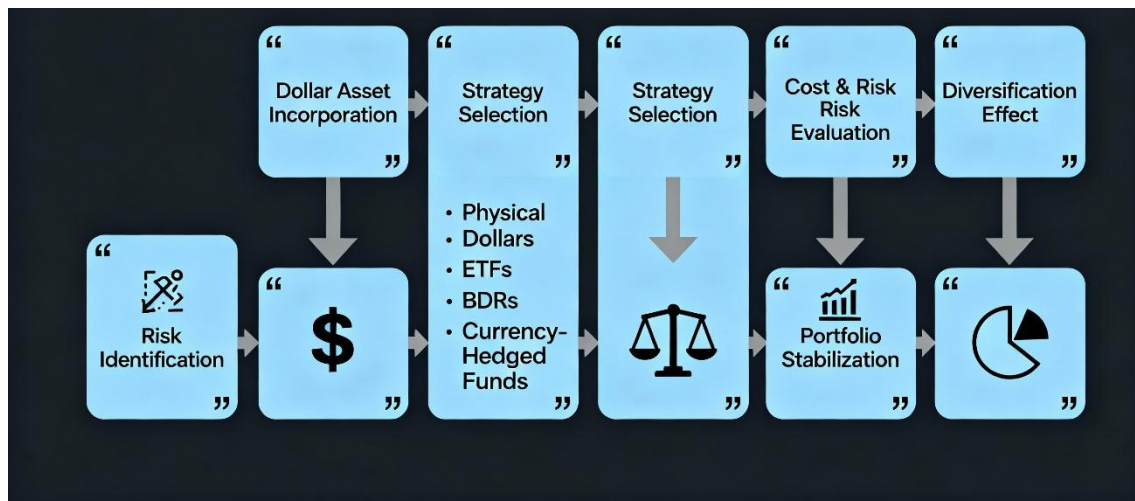 Dollar Asset
Incorporation
Strategy
Selection
Strategy
Selection
Cost & Risk
Risk
Evaluation
Diversification
Effect
Risk
Identification
$
• Physical
• Dollars
• ETFs
• BDRs
• Currency-
Hedged
Funds
Portfolio
Stabilization